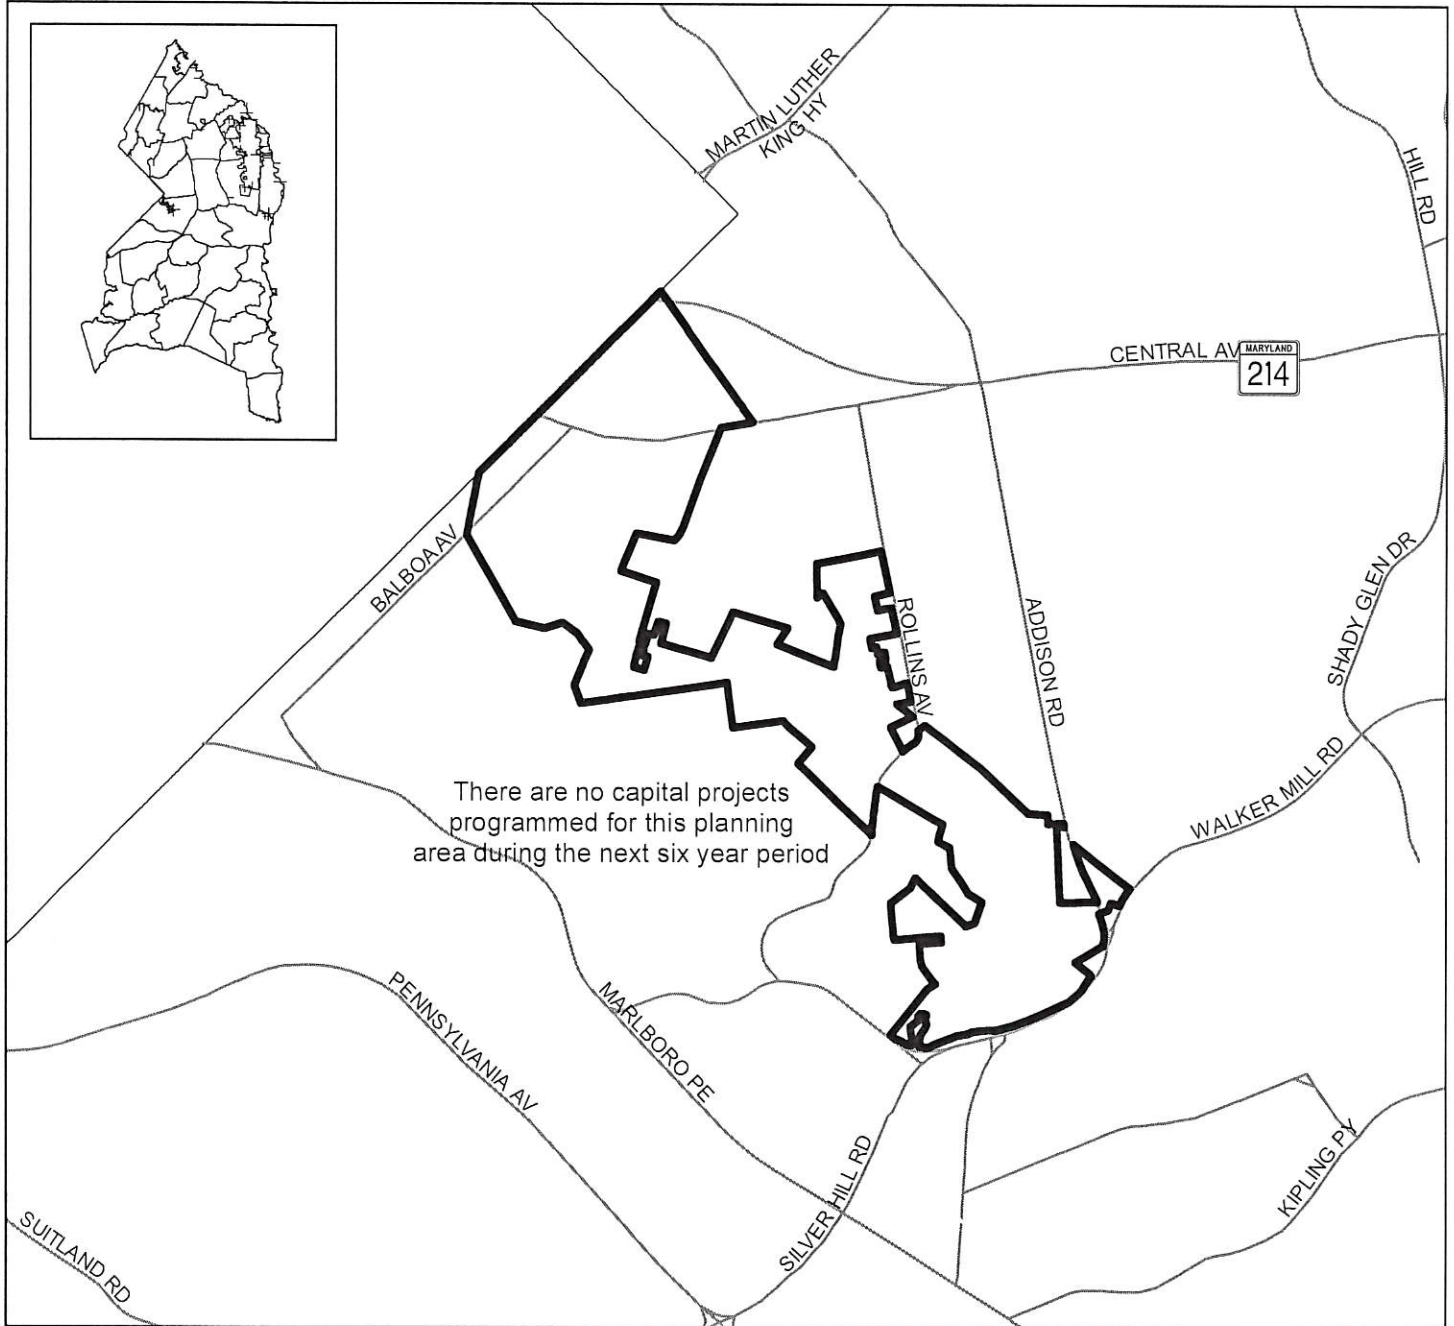 MARTIN LUTHER
KING HY
HILL RD
CENTRAL AV
MARYLAND
214
BALBOA AV
ROLLINS AV
ADDISON RD
SHADY GLEN DR
WALKER MILL RD
There are no capital projects
programmed for this planning
area during the next six year period
PENNSYLVANIA AV
MARLBORO PE
SILVER HILL RD
KIPLING PY
SUITLAND RD